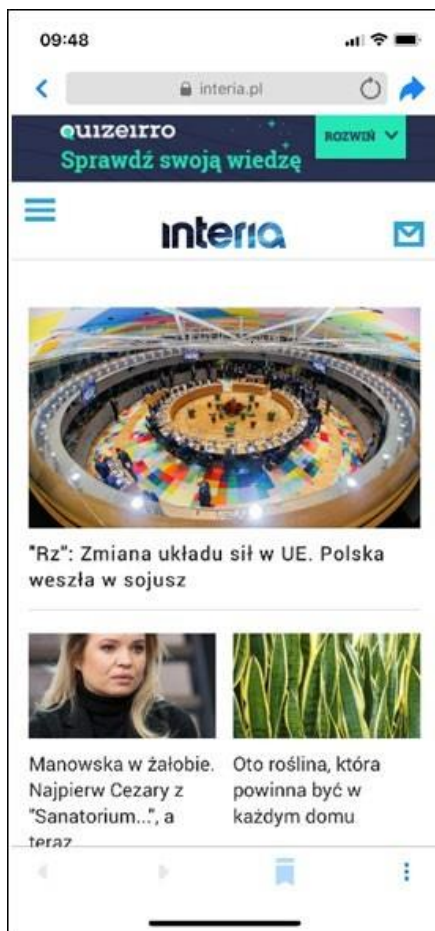 09:48
interia.pl
quizeirro
ROZWIŃ
Sprawdź swoją wiedzę
interia
"Rz": Zmiana układu sił w UE. Polska
weszła w sojusz
Manowska w żałobie.
Najpierw Cezary z
"Sanatorium...", a
teraz
Oto roślina, która
powinna być w
każdym domu